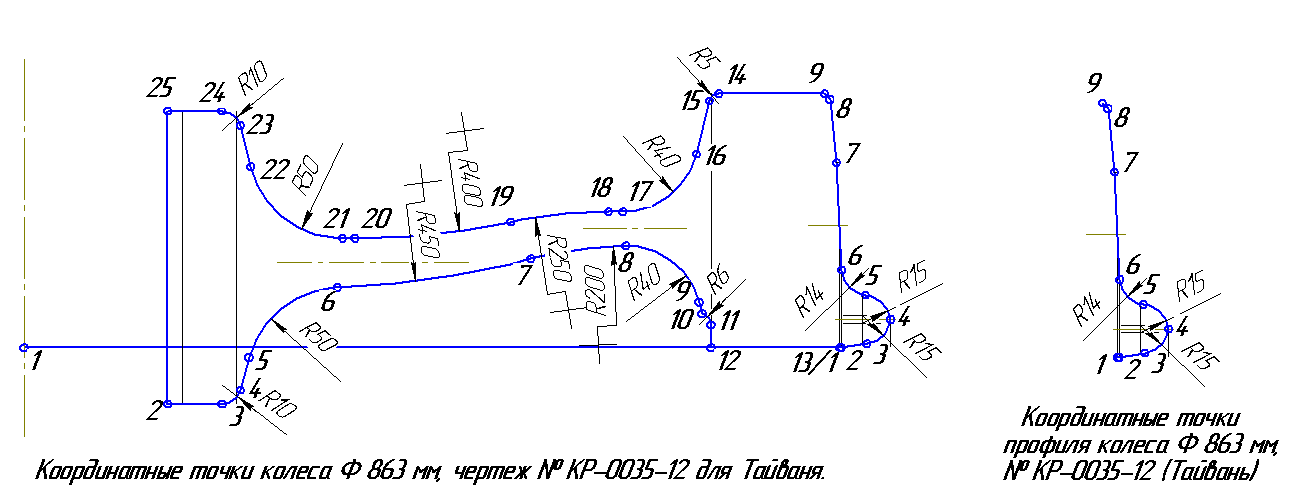 25
24
R10
23
22
R50
21
20
R400
R450
19
18
17
R40
R5
14
15
16
9
8
7
6
5
R14
R15
4
R15
13/1
2
3
7
R250
8
R200
R40
9
R6
10
11
12
6
R50
5
4
3
R10
2
1
9
8
7
6
5
R14
R15
4
R15
1
2
3
Координатные точки колеса Ф 863 мм, чертеж № КР-0035-12 для Тайваня.
Координатные точки
профиля колеса Ф 863 мм,
№ КР-0035-12 (Тайвань)